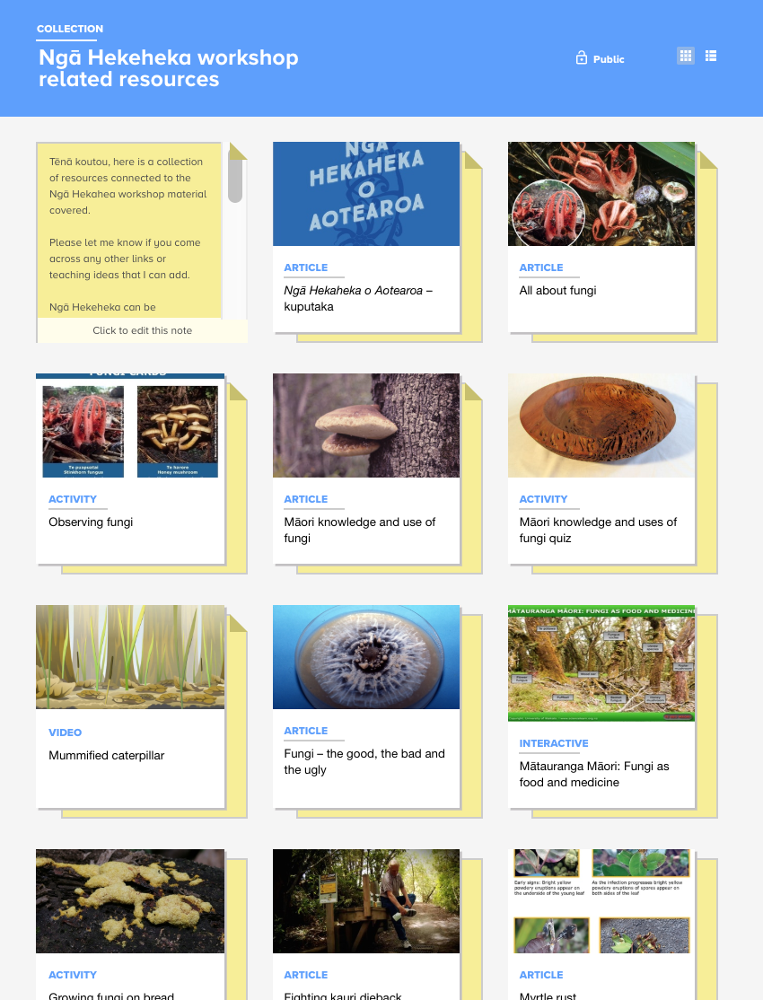 COLLECTION
Ngā Hekeheka workshop
related resources
Public
Tēnā koutou, here is a collection
of resources connected to the
Ngā Hekahea workshop material
covered.
Please let me know if you come
across any other links or
teaching ideas that I can add.
Ngā Hekeheka can be
Click to edit this note
NGĀ
HEKAHEKA
O
AOTEAROA
ARTICLE
Ngā Hekaheka o Aotearoa –
kuputaka
ARTICLE
All about fungi
FUNGI CARDS
Te puapuatai
Stinkhorn fungus
Te harore
Honey mushroom
ACTIVITY
Observing fungi
ARTICLE
Māori knowledge and use of
fungi
ACTIVITY
Māori knowledge and uses of
fungi quiz
VIDEO
Mummified caterpillar
ARTICLE
Fungi – the good, the bad and
the ugly
MĀTAURANGA MĀORI: FUNGI AS FOOD AND MEDICINE
INTERACTIVE
Mātauranga Māori: Fungi as
food and medicine
ACTIVITY
Growing fungi on bread
ARTICLE
Fighting kauri dieback
Early signs: Bright yellow
powdery eruptions appear on
the underside of the young leaf
As the infection progresses bright yellow
powdery eruptions of spores appear on
both sides of the leaf
ARTICLE
Myrtle rust